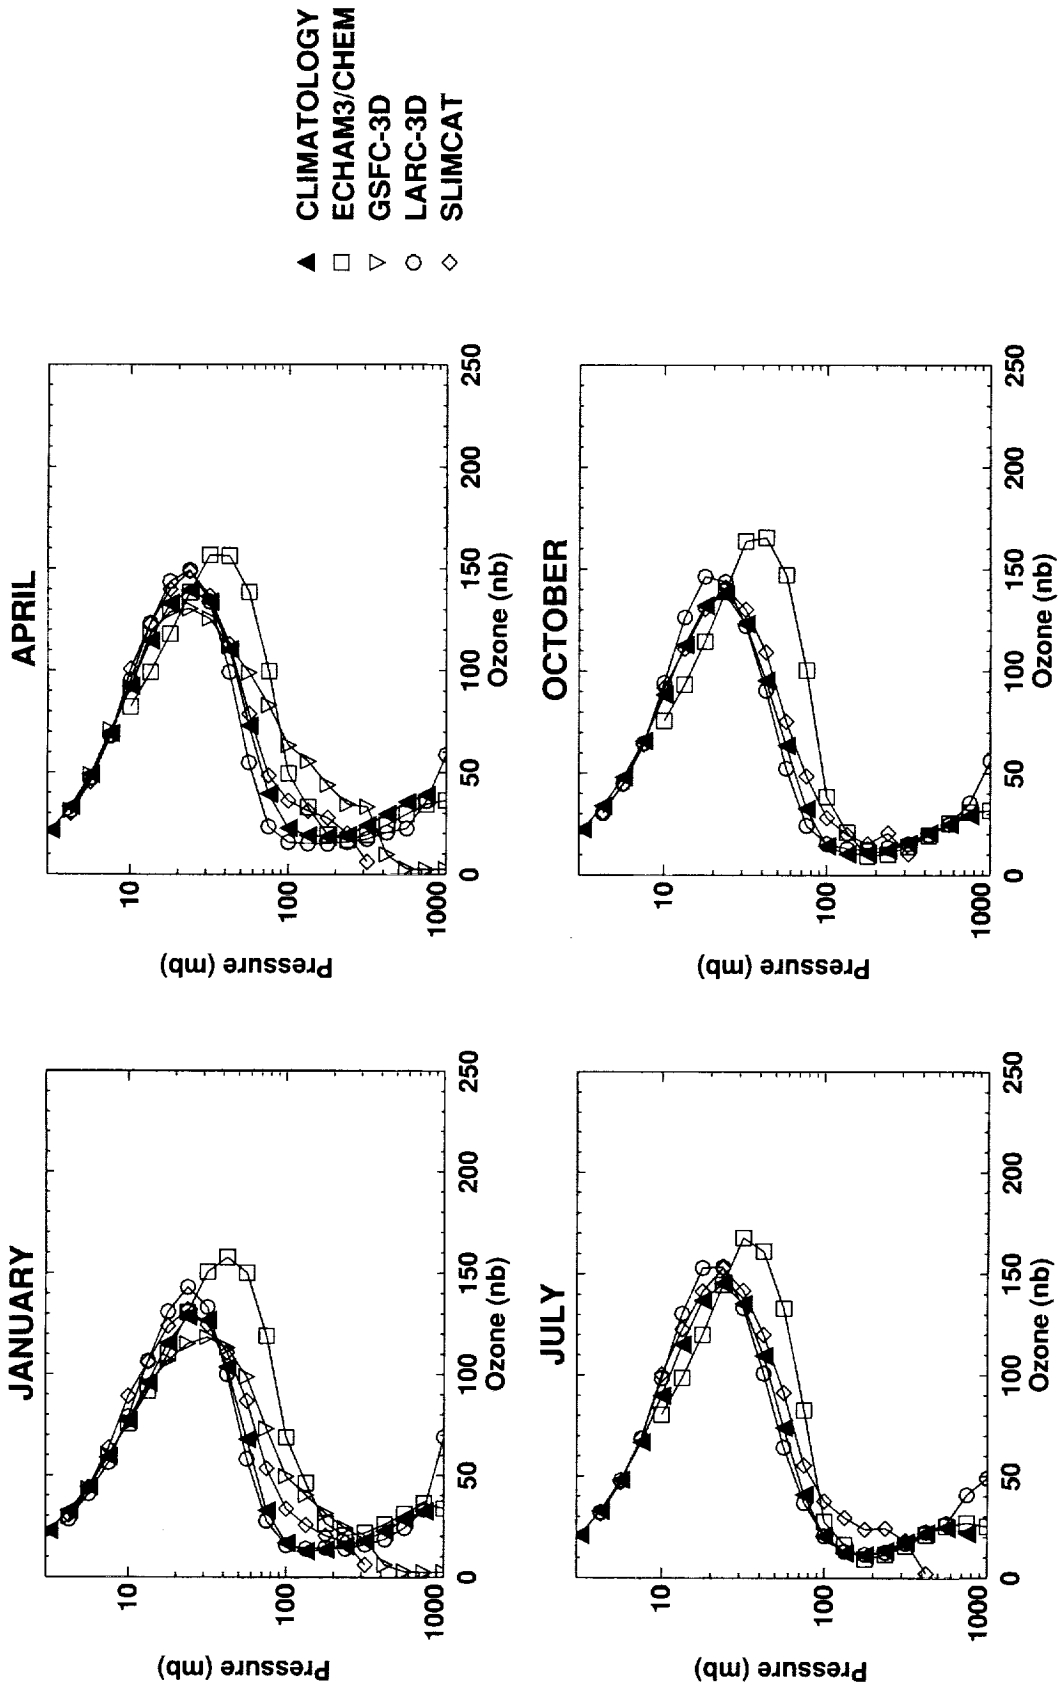 JANUARY
10
100
1000
Pressure (mb)
0
50
100
150
200
250
Ozone (nb)
APRIL
10
100
1000
Pressure (mb)
0
50
100
150
200
250
Ozone (nb)
CLIMATOLOGY
ECHAM3/CHEM
GSFC-3D
LARC-3D
SLIMCAT
JULY
10
100
1000
Pressure (mb)
0
50
100
150
200
250
Ozone (nb)
OCTOBER
10
100
1000
Pressure (mb)
0
50
100
150
200
250
Ozone (nb)